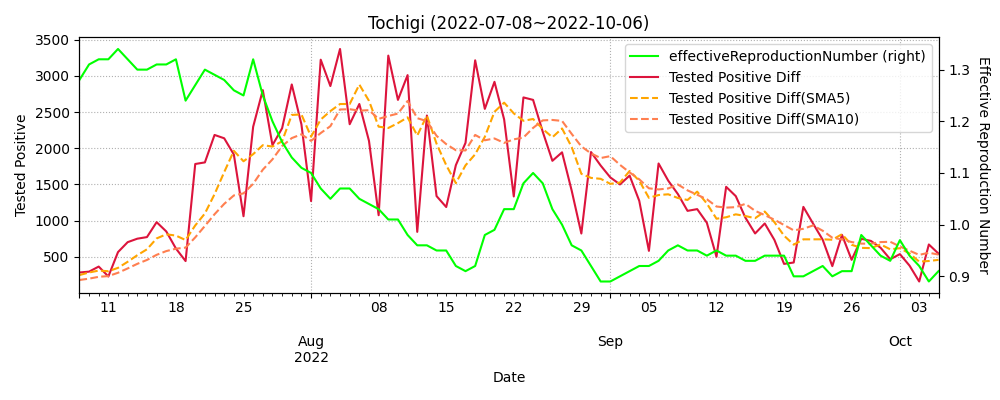 Tochigi (2022-07-08~2022-10-06)
effectiveReproductionNumber (right)
Tested Positive Diff
Tested Positive Diff(SMA5)
Tested Positive Diff(SMA10)
Tested Positive
3500
3000
2500
2000
1500
1000
500
1.3
1.2
1.1
1.0
0.9
Effective Reproduction Number
11 18 25 08 15 22 29 05 12 19 26 03
Aug Sep Oct
2022
Date